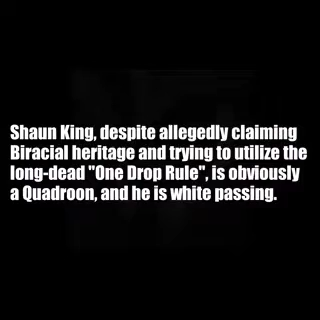 Shaun King, despite allegedly claiming
Biracial heritage and trying to utilize the
long-dead "One Drop Rule", is obviously
a Quadroon, and he is white passing.